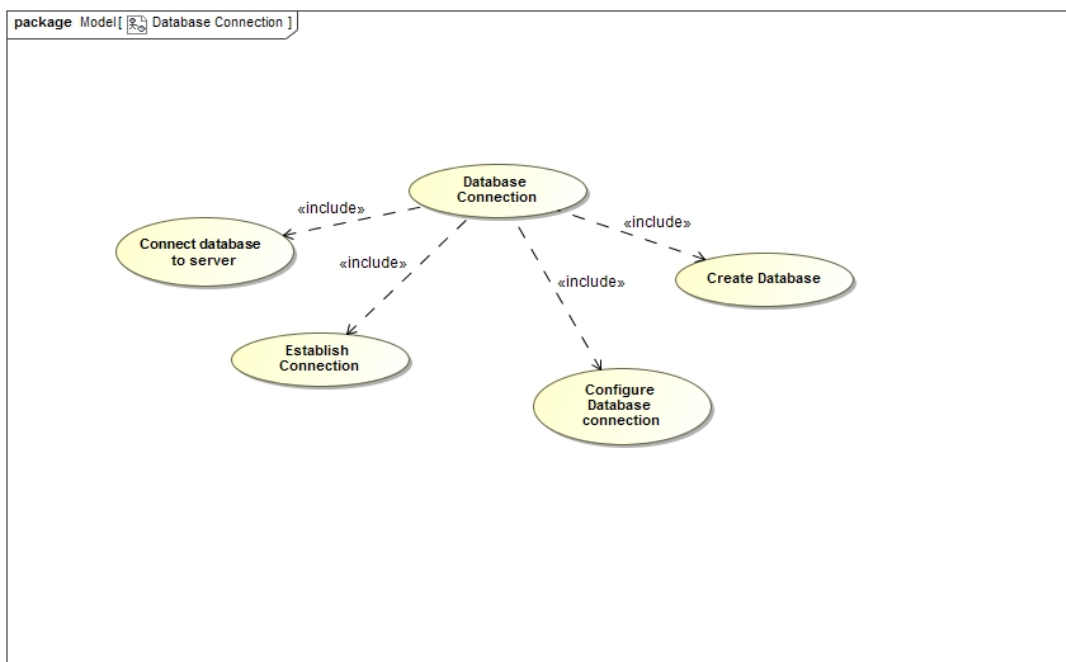 package Model[ Database Connection ]
Database
Connection
«include»
«include»
Connect database
to server
«include»
Create Database
«include»
Establish
Connection
Configure
Database
connection